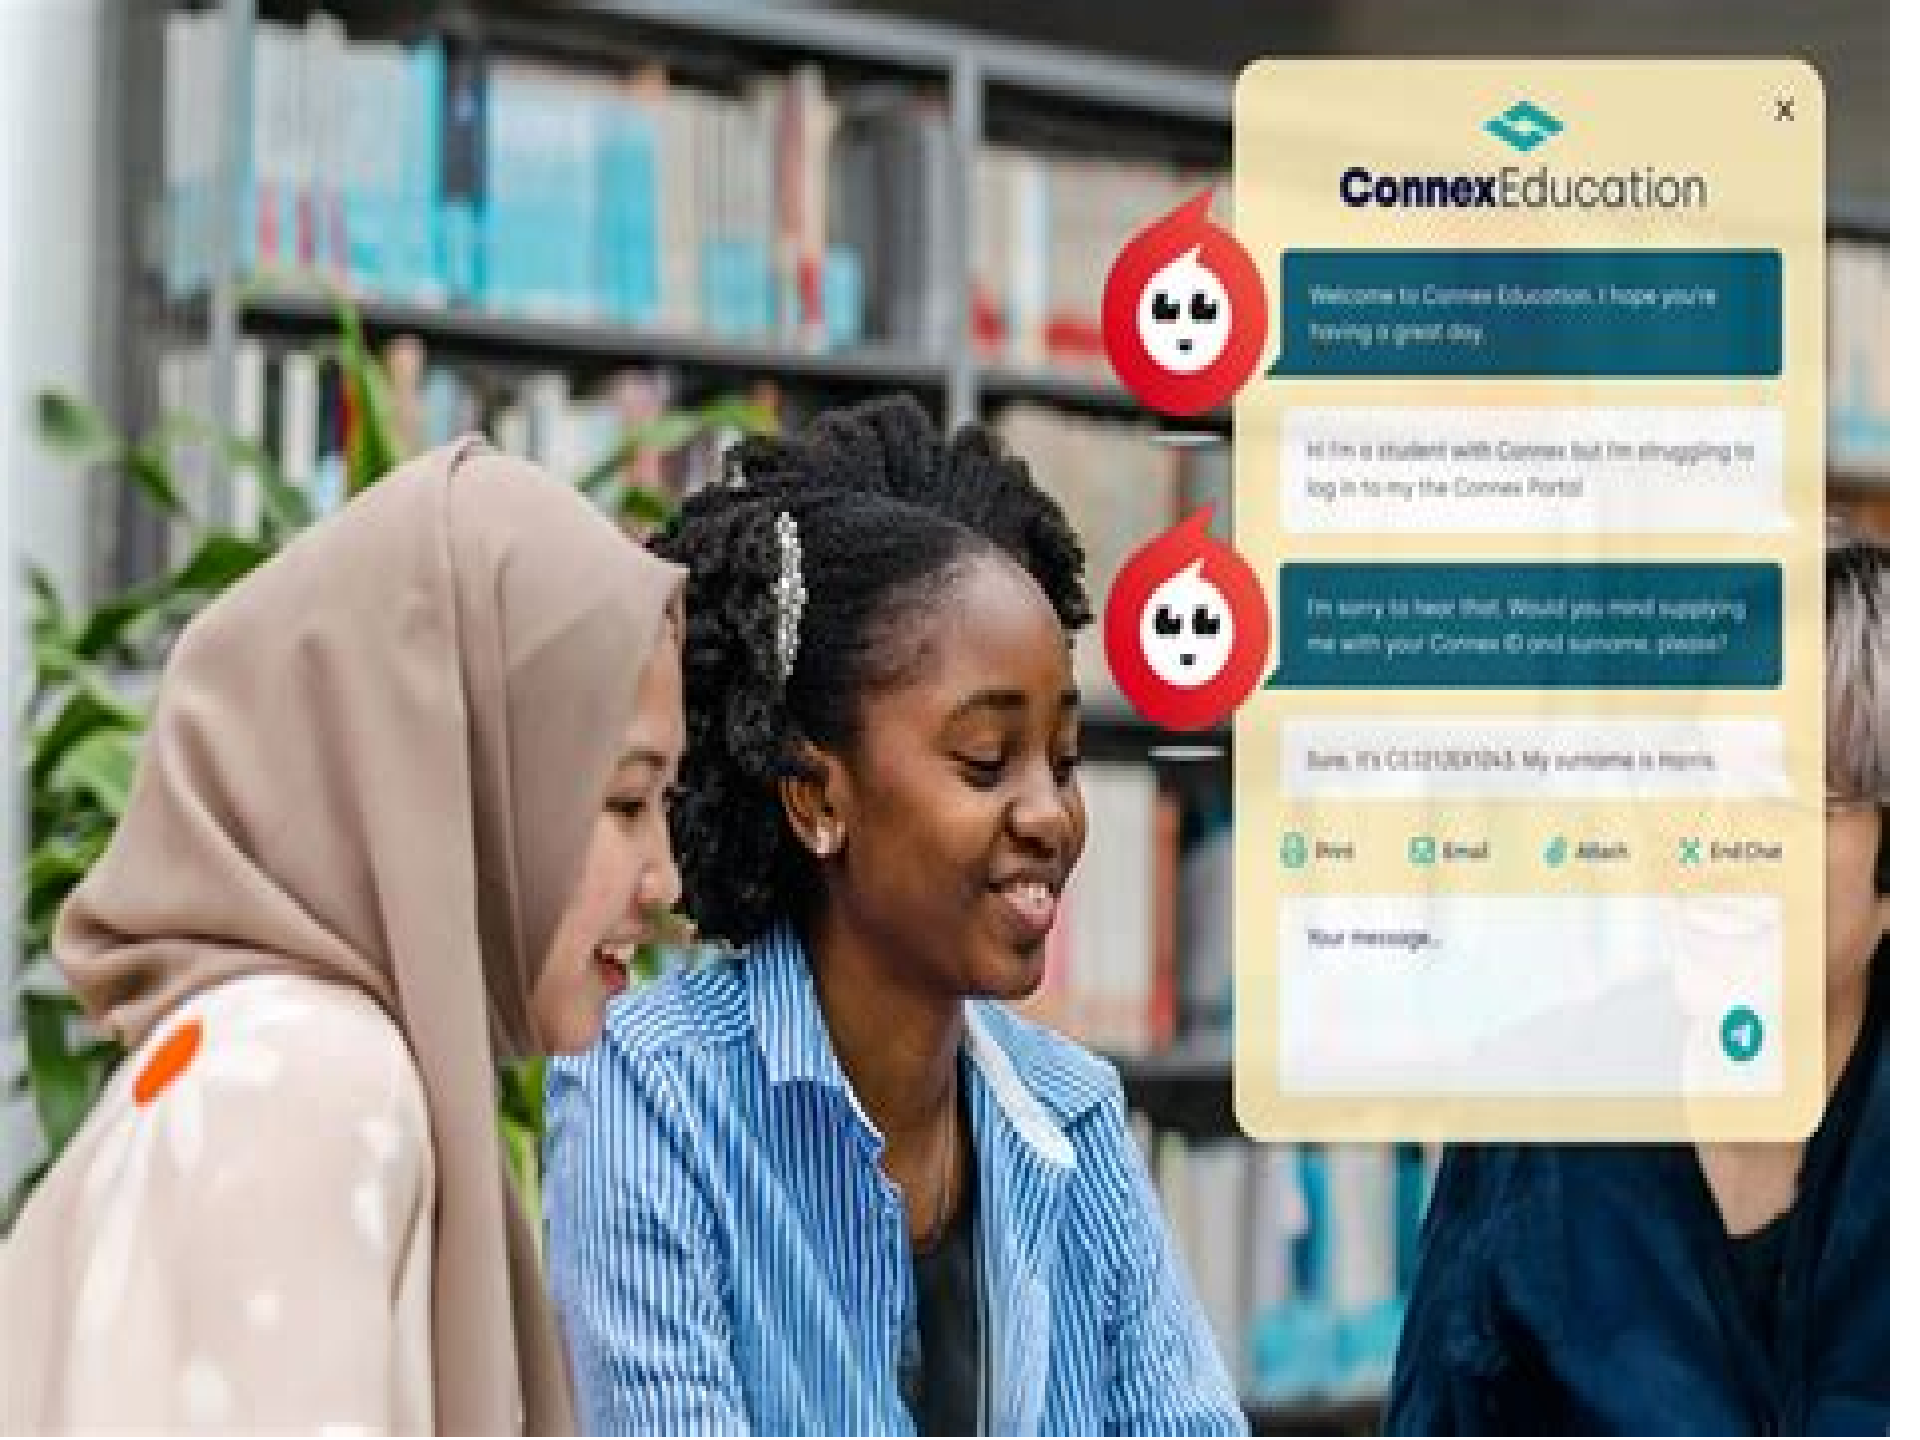 X
ConnexEducation
Welcome to Connex Education. I hope you're
having a great day.
Hi I'm a student with Connex but I'm struggling to
log in to my the Connex Portal
I'm sorry to hear that. Would you mind supplying
me with your Connex ID and surname, please?
Sure, it's My surname is Harris.
Print Email Attach End Chat
Your message...